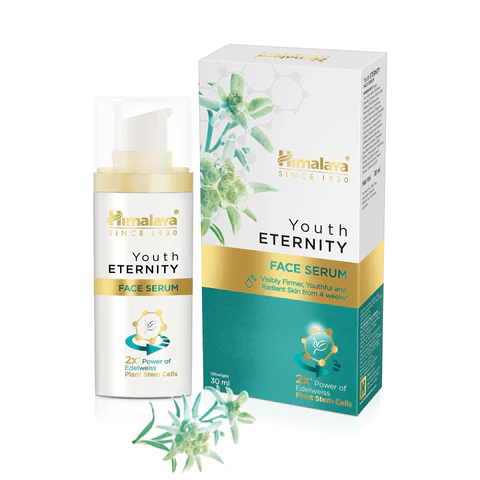 Himalaya®
SINCE 1930
Youth
ETERNITY
FACE SERUM
2x* Power of
Edelweiss
Plant Stem Cells
Himalaya®
SINCE 1930
Youth
ETERNITY
FACE SERUM
Visibly Firmer, Youthful and
Radiant Skin from 4 weeks*
2x* Power of
Edelweiss
Plant Stem Cells
30 ml
Youth ETERNITY